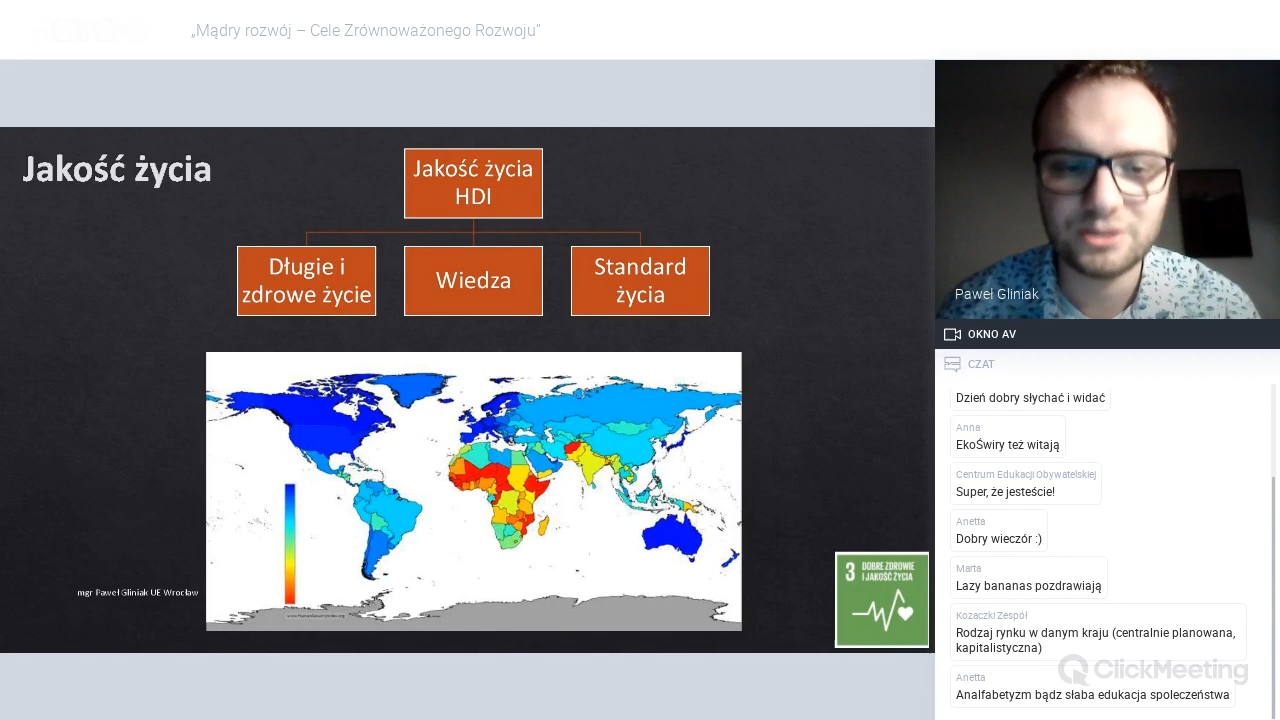 „Mądry rozwój – Cele Zrównoważonego Rozwoju”
Jakość życia
Jakość życia
HDI
Długie i
zdrowe życie
Wiedza
Standard
życia
mgr Paweł Gliniak UE Wrocław
3 DOBRE ZDROWIE
I JAKOŚĆ ŻYCIA
Paweł Gliniak
OKNO AV
CZAT
Dzień dobry słychać i widać
Anna
EkoŚwiry też witają
Centrum Edukacji Obywatelskiej
Super, że jesteście!
Anetta
Dobry wieczór :)
Marta
Lazy bananas pozdrawiają
Kozaczki Zespół
Rodzaj rynku w danym kraju (centralnie planowana,
kapitalistyczna)
ClickMeeting
Anetta
Analfabetyzm bądz słaba edukacja spoleczeństwa